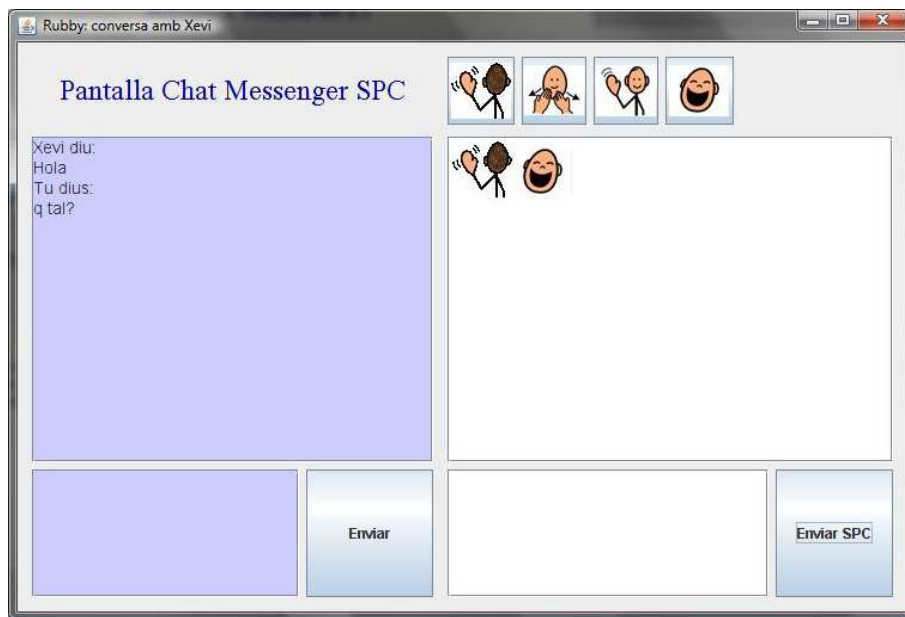 Rubby: conversa amb Xevi
Pantalla Chat Messenger SPC
Xevi diu:
Hola
Tu dius:
q tal?
Enviar
Enviar SPC